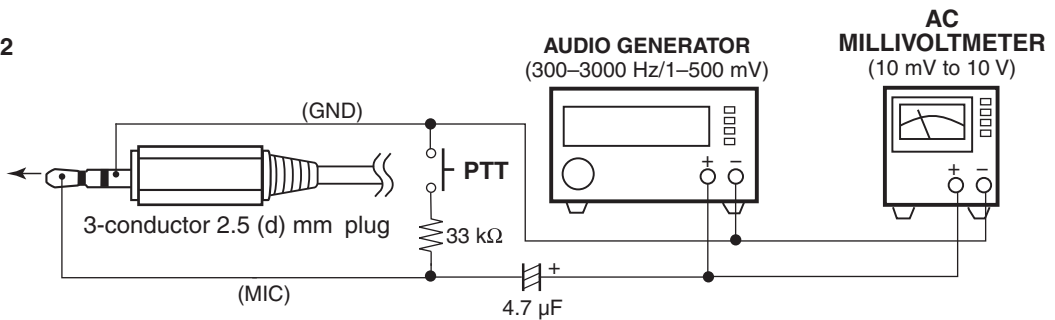 2
AC
MILLIVOLTMETER
(10 mV to 10 V)
AUDIO GENERATOR
(300–3000 Hz/1–500 mV)
(GND)
PTT
+ −
+ −
3-conductor 2.5 (d) mm plug
33 kΩ
(MIC)
+
4.7 µF